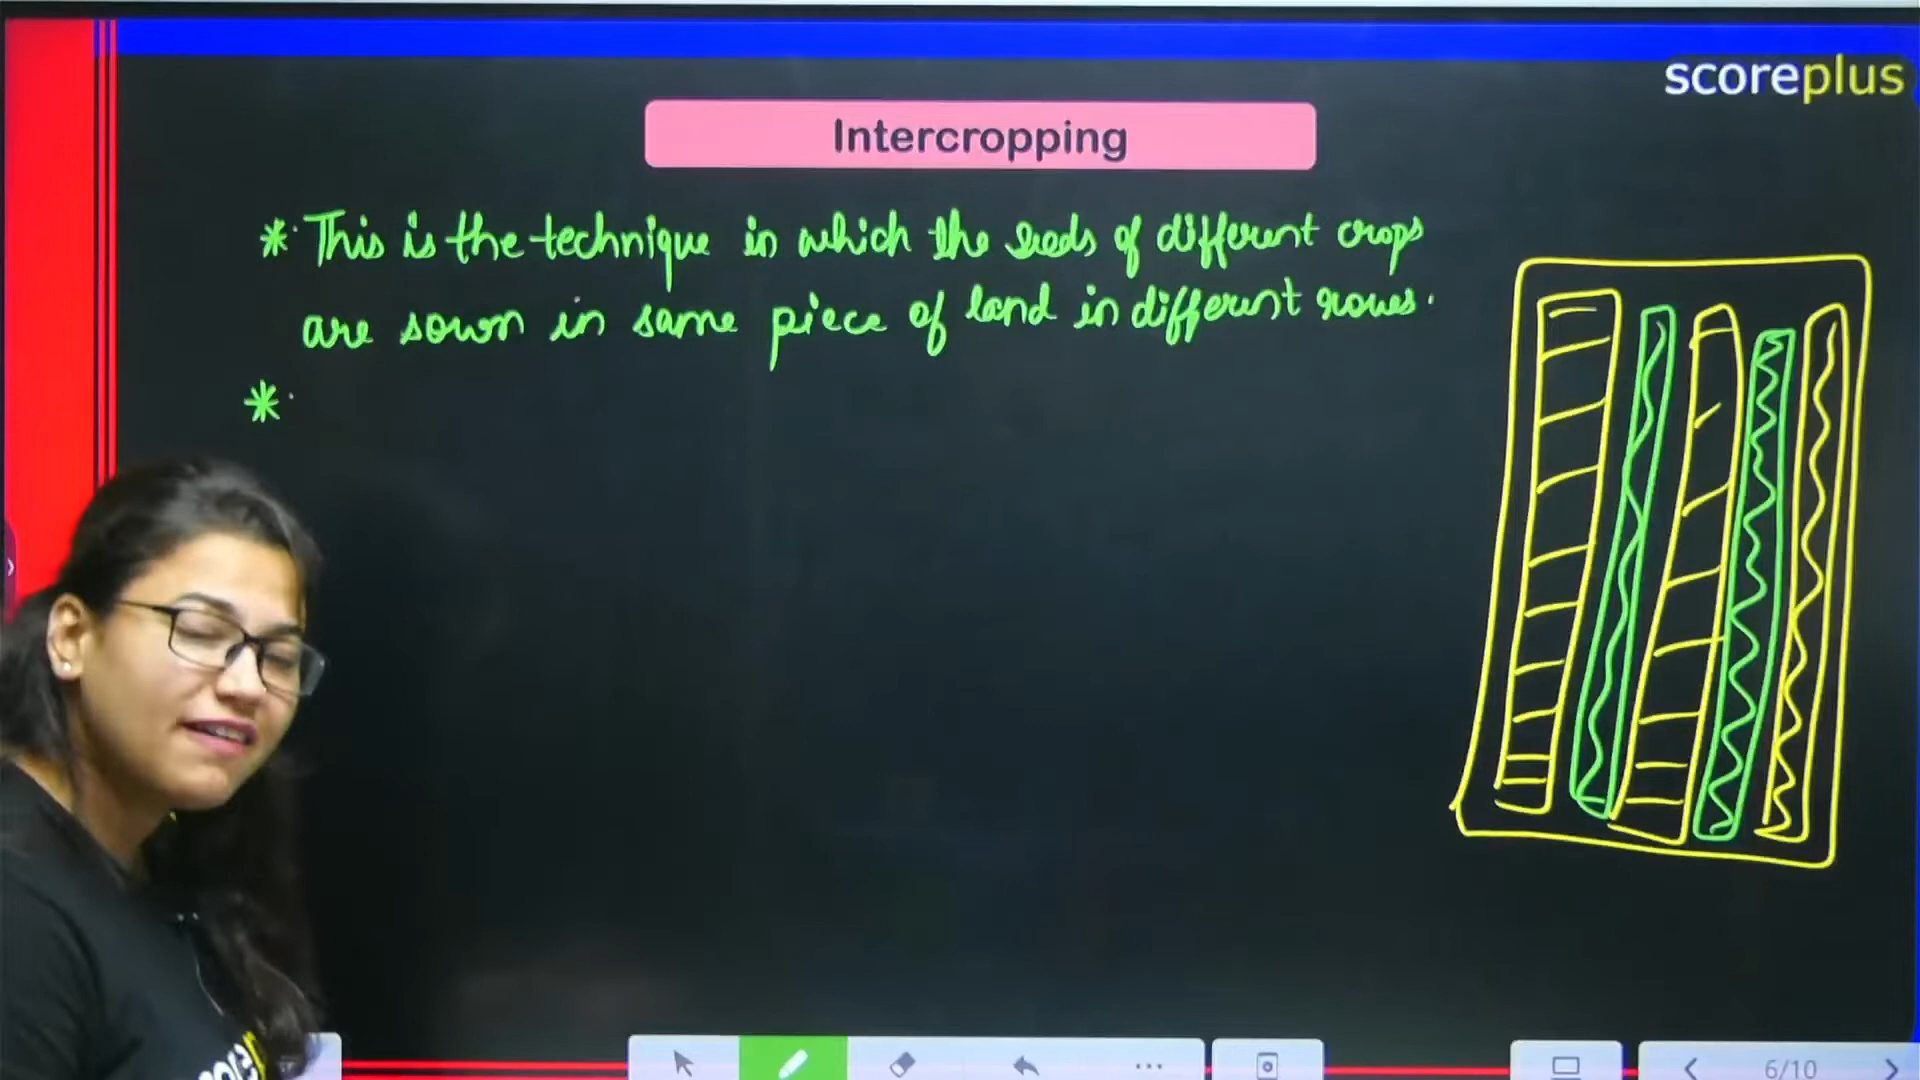 scoreplus
Intercropping
* This is the technique in which the seeds of different crops
are sown in same piece of land in different rows.
*
6/10